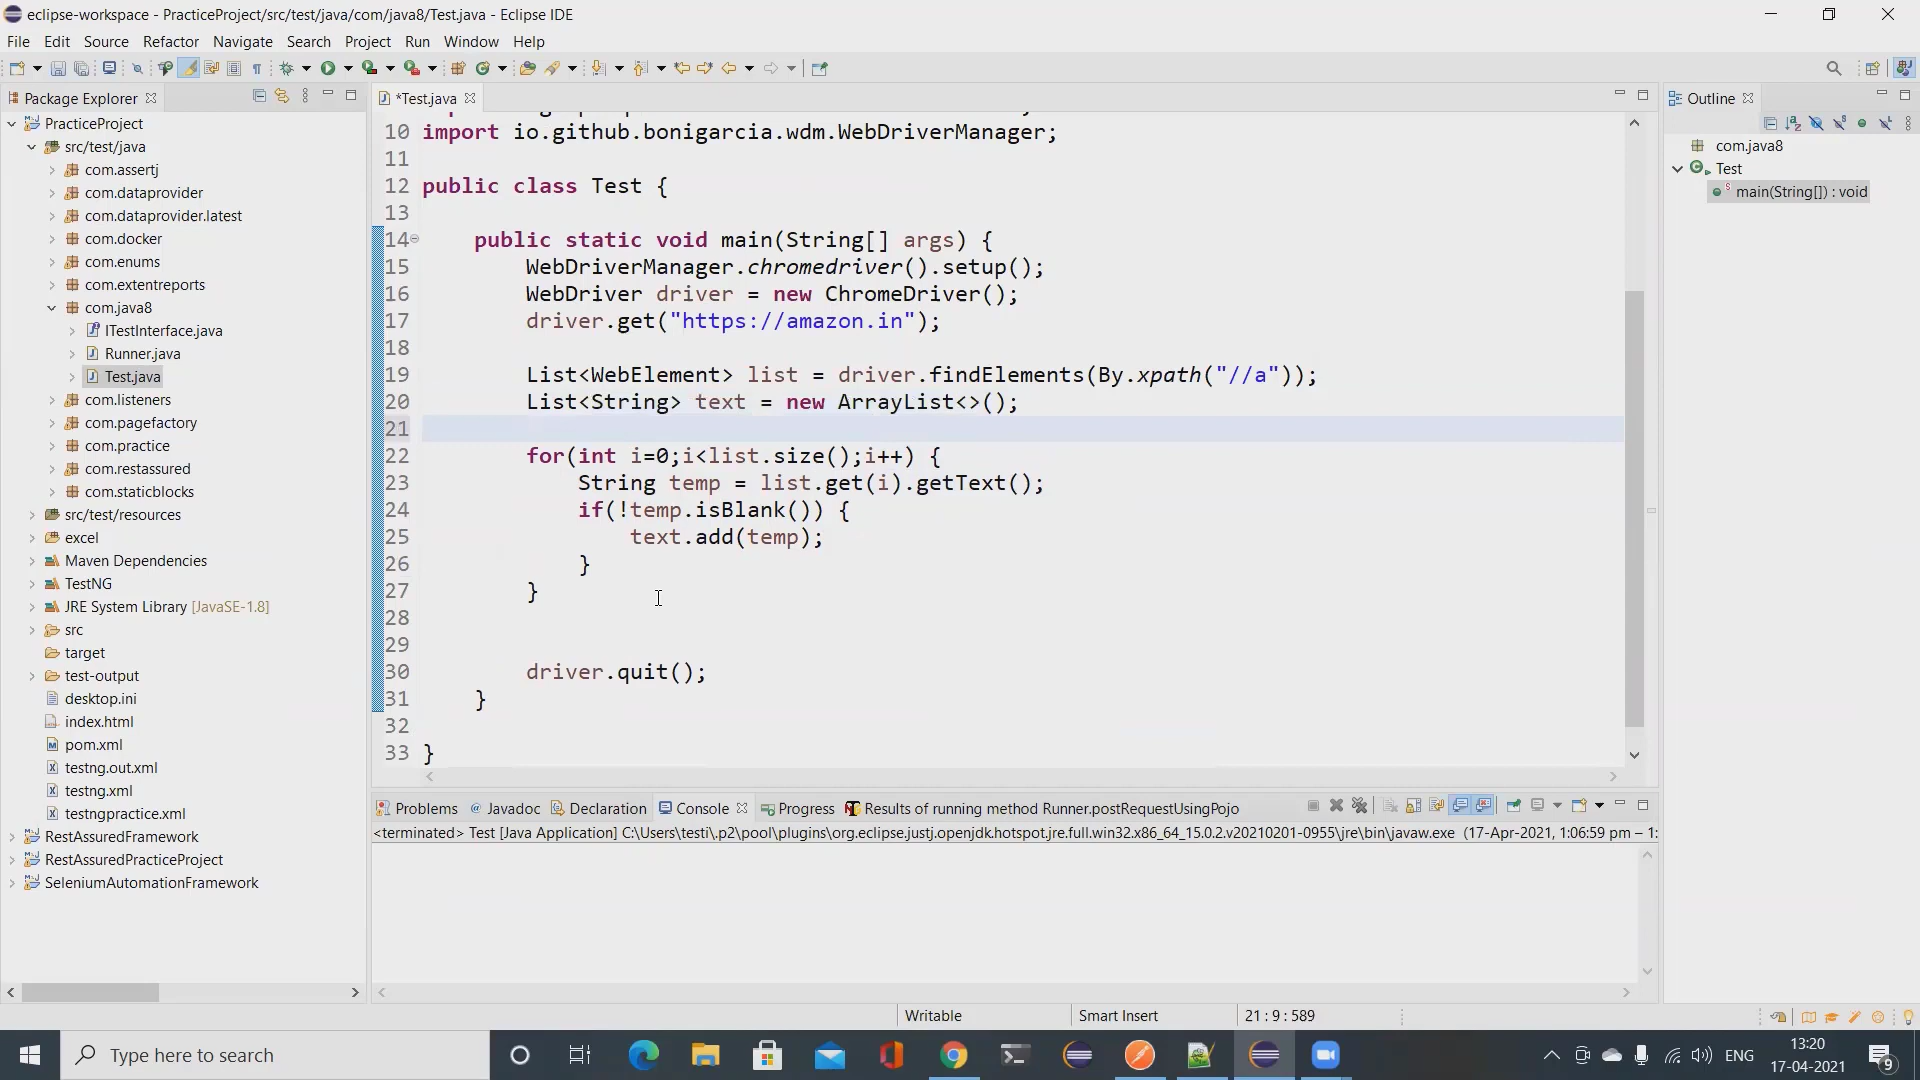 eclipse-workspace - PracticeProject/src/test/java/com/java8/Test.java - Eclipse IDE
File Edit Source Refactor Navigate Search Project Run Window Help
Package Explorer
PracticeProject
src/test/java
com.assertj
com.dataprovider
com.dataprovider.latest
com.docker
com.enums
com.extentreports
com.java8
ITestInterface.java
Runner.java
Test.java
com.listeners
com.pagefactory
com.practice
com.restassured
com.staticblocks
src/test/resources
excel
Maven Dependencies
TestNG
JRE System Library [JavaSE-1.8]
src
target
test-output
desktop.ini
index.html
pom.xml
testng.out.xml
testng.xml
testngpractice.xml
RestAssuredFramework
RestAssuredPracticeProject
SeleniumAutomationFramework
*Test.java
10 import io.github.bonigarcia.wdm.WebDriverManager;
11
12 public class Test {
13
14 public static void main(String[] args) {
15 WebDriverManager.chromedriver().setup();
16 WebDriver driver = new ChromeDriver();
17 driver.get("https://amazon.in");
18
19 List<WebElement> list = driver.findElements(By.xpath("//a"));
20 List<String> text = new ArrayList<>();
21
22 for(int i=0;i<list.size();i++) {
23 String temp = list.get(i).getText();
24 if(!temp.isBlank()) {
25 text.add(temp);
26 }
27 }
28
29
30 driver.quit();
31 }
32
33 }
Outline
com.java8
Test
main(String[]) : void
Problems Javadoc Declaration Console Progress Results of running method Runner.postRequestUsingPojo
<terminated> Test [Java Application] C:\Users\testi\.p2\pool\plugins\org.eclipse.justj.openjdk.hotspot.jre.full.win32.x86_64_15.0.2.v20210201-0955\jre\bin\javaw.exe (17-Apr-2021, 1:06:59 pm – 1:
Writable Smart Insert 21 : 9 : 589
Type here to search
ENG
13:20
17-04-2021
9